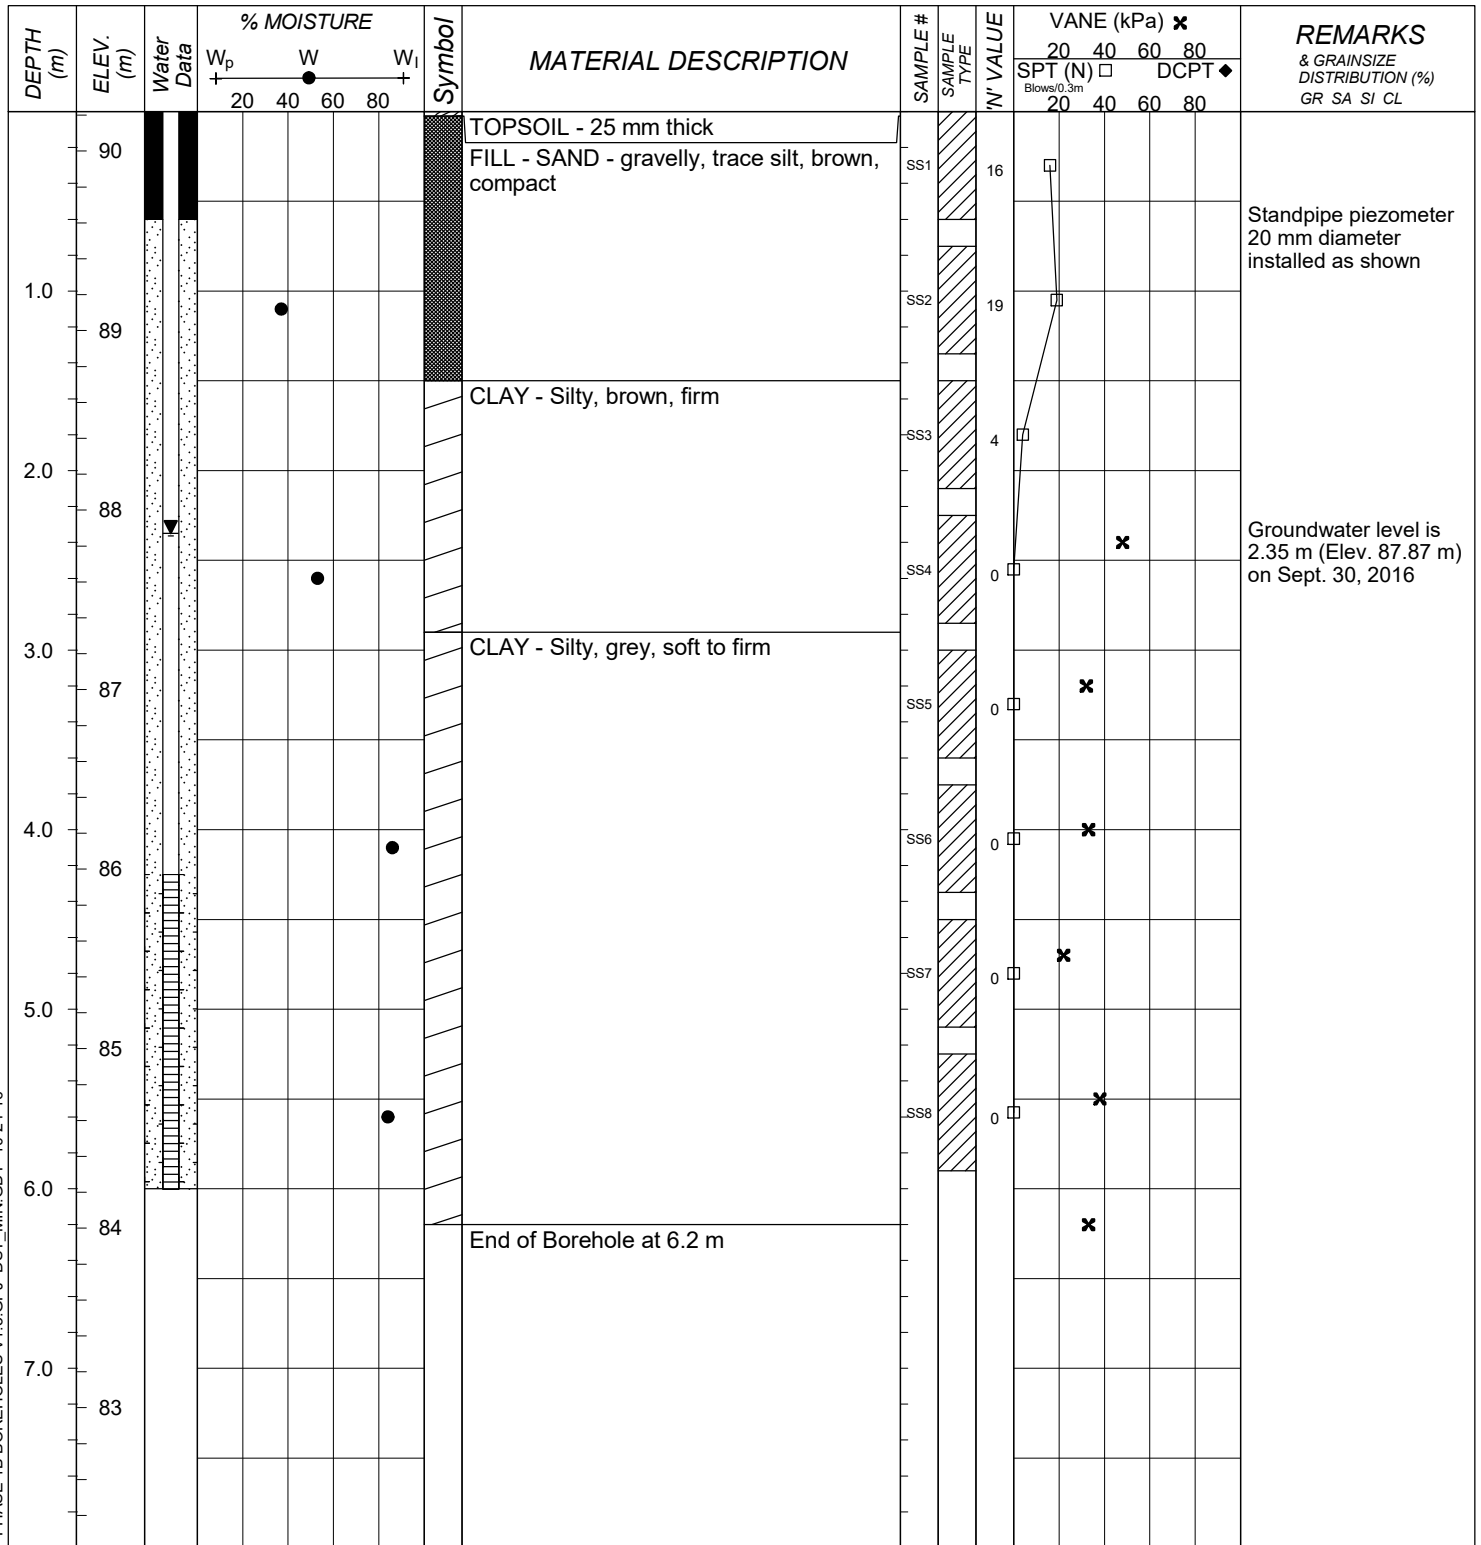 DEPTH (m)
ELEV. (m)
Water Data
% MOISTURE
Wp W Wl
20 40 60 80
Symbol
MATERIAL DESCRIPTION
SAMPLE #
SAMPLE TYPE
'N' VALUE
VANE (kPa)
20 40 60 80
SPT (N) DCPT
Blows/0.3m
20 40 60 80
REMARKS
& GRAINSIZE
DISTRIBUTION (%)
GR SA SI CL
TOPSOIL - 25 mm thick
90
FILL - SAND - gravelly, trace silt, brown,
compact
SS1
16
Standpipe piezometer
20 mm diameter
installed as shown
1.0
SS2
19
89
CLAY - Silty, brown, firm
SS3
4
2.0
88
Groundwater level is
2.35 m (Elev. 87.87 m)
on Sept. 30, 2016
SS4
0
CLAY - Silty, grey, soft to firm
3.0
87
SS5
0
4.0
SS6
0
86
SS7
0
5.0
85
SS8
0
6.0
84
End of Borehole at 6.2 m
7.0
83